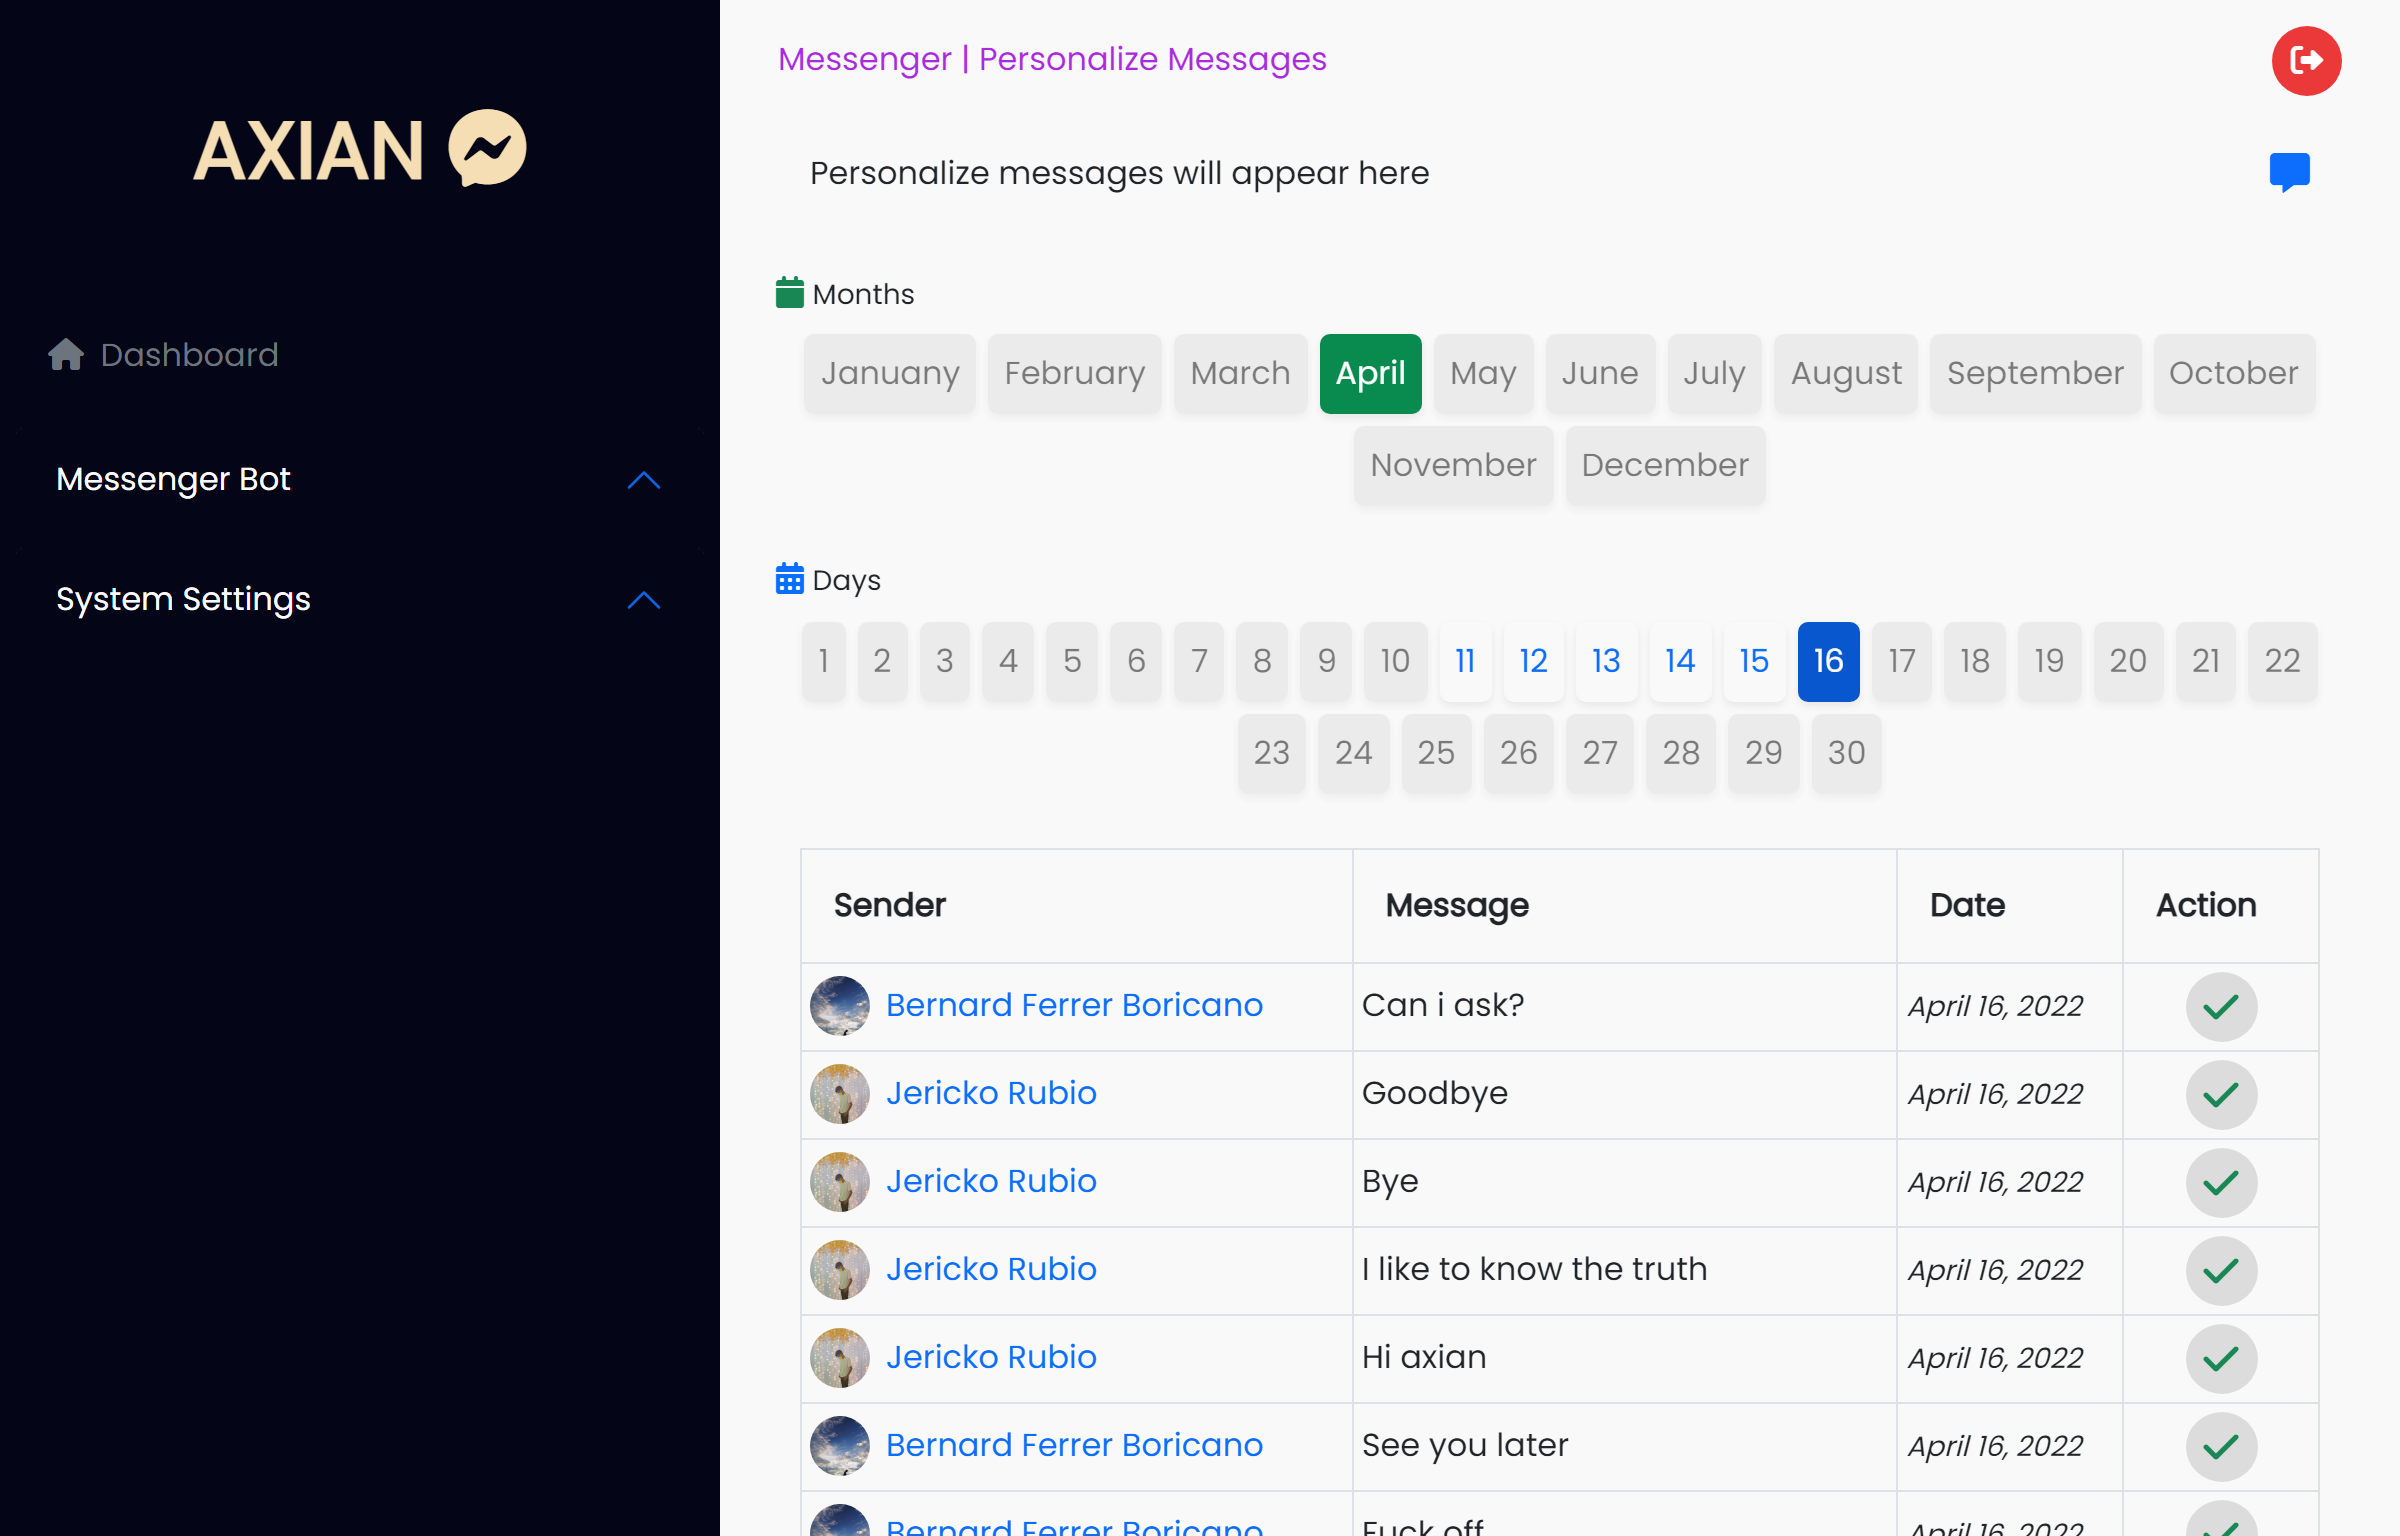 AXIAN
Dashboard
Messenger Bot
System Settings
Messenger | Personalize Messages
Personalize messages will appear here
Months
Januany February March April May June July August September October
November December
Days
1 2 3 4 5 6 7 8 9 10 11 12 13 14 15 16 17 18 19 20 21 22
23 24 25 26 27 28 29 30
Sender Message Date Action
Bernard Ferrer Boricano Can i ask? April 16, 2022
Jericko Rubio Goodbye April 16, 2022
Jericko Rubio Bye April 16, 2022
Jericko Rubio I like to know the truth April 16, 2022
Jericko Rubio Hi axian April 16, 2022
Bernard Ferrer Boricano See you later April 16, 2022
Bernard Ferrer Boricano Fuck off April 16, 2022